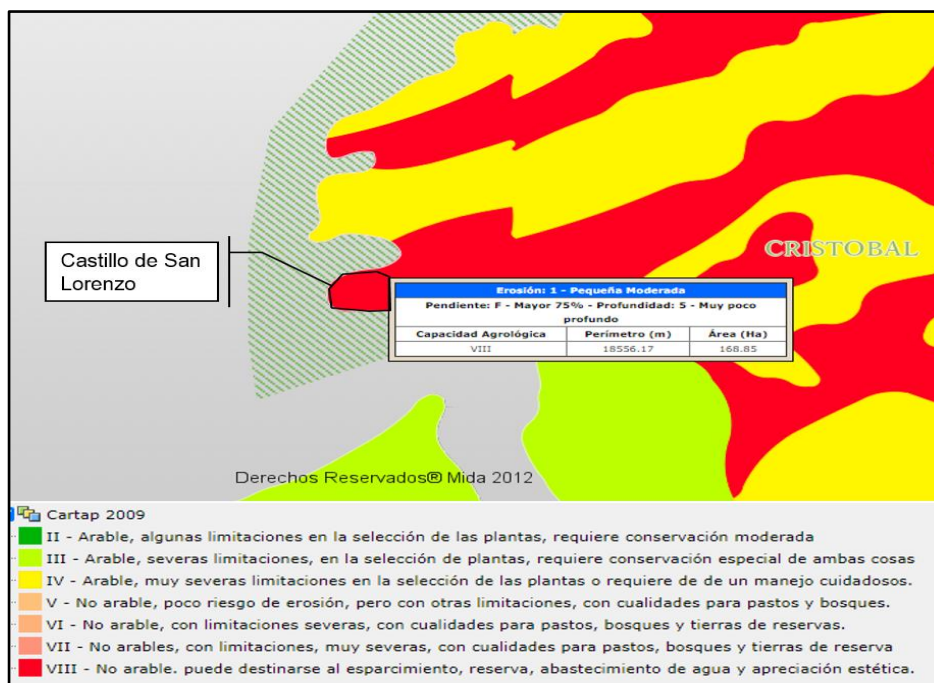 CRISTOBAL
Castillo de San
Lorenzo
Erosión: 1 - Pequeña Moderada
Pendiente: F - Mayor 75% - Profundidad: 5 - Muy poco
profundo
Capacidad Agrológica Perímetro (m) Área (Ha)
VIII 18556.17 168.85
Derechos Reservados® Mida 2012
Cartap 2009
II - Arable, algunas limitaciones en la selección de las plantas, requiere conservación moderada
III - Arable, severas limitaciones, en la selección de plantas, requiere conservación especial de ambas cosas
IV - Arable, muy severas limitaciones en la selección de las plantas o requiere de de un manejo cuidadosos.
V - No arable, poco riesgo de erosión, pero con otras limitaciones, con cualidades para pastos y bosques.
VI - No arable, con limitaciones severas, con cualidades para pastos, bosques y tierras de reservas.
VII - No arables, con limitaciones, muy severas, con cualidades para pastos, bosques y tierras de reserva
VIII - No arable. puede destinarse al esparcimiento, reserva, abastecimiento de agua y apreciación estética.